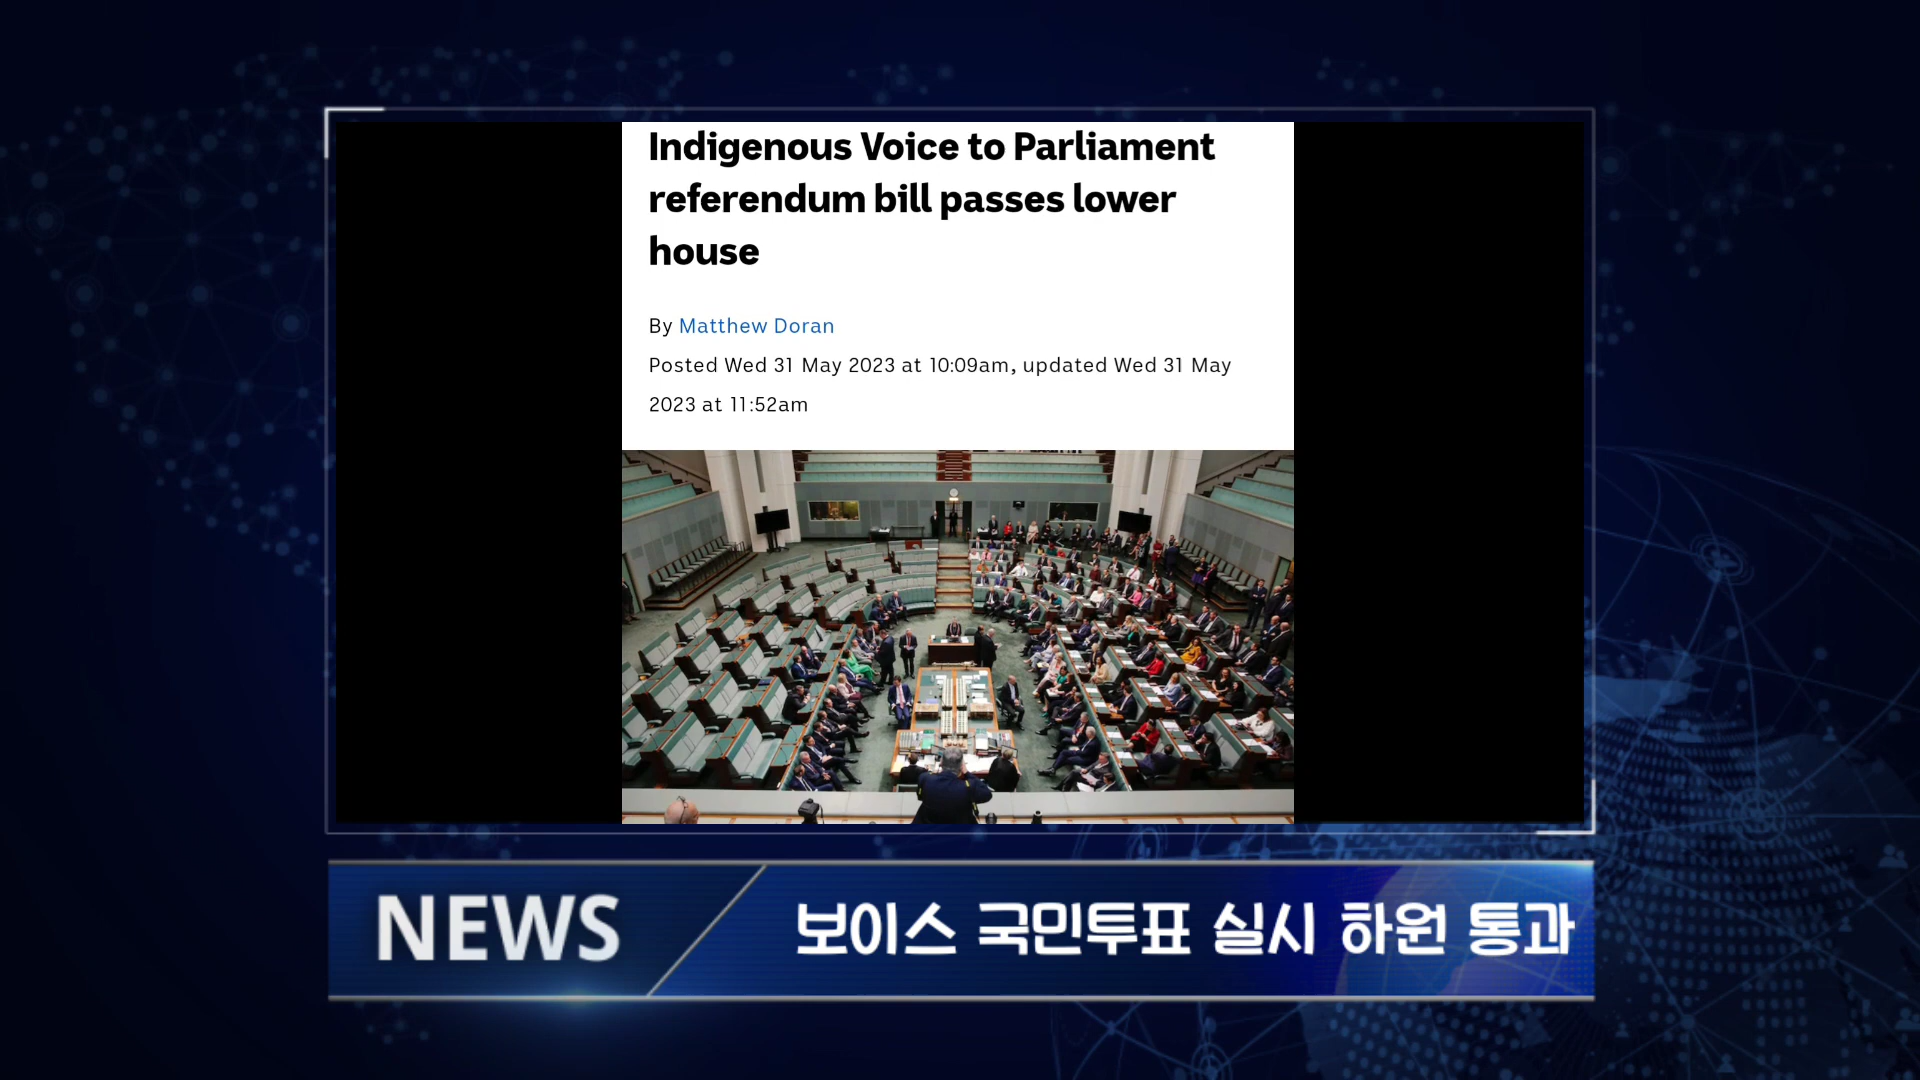 Indigenous Voice to Parliament
referendum bill passes lower
house
By Matthew Doran
Posted Wed 31 May 2023 at 10:09am, updated Wed 31 May
2023 at 11:52am
NEWS
보이스 국민투표 실시 하원 통과